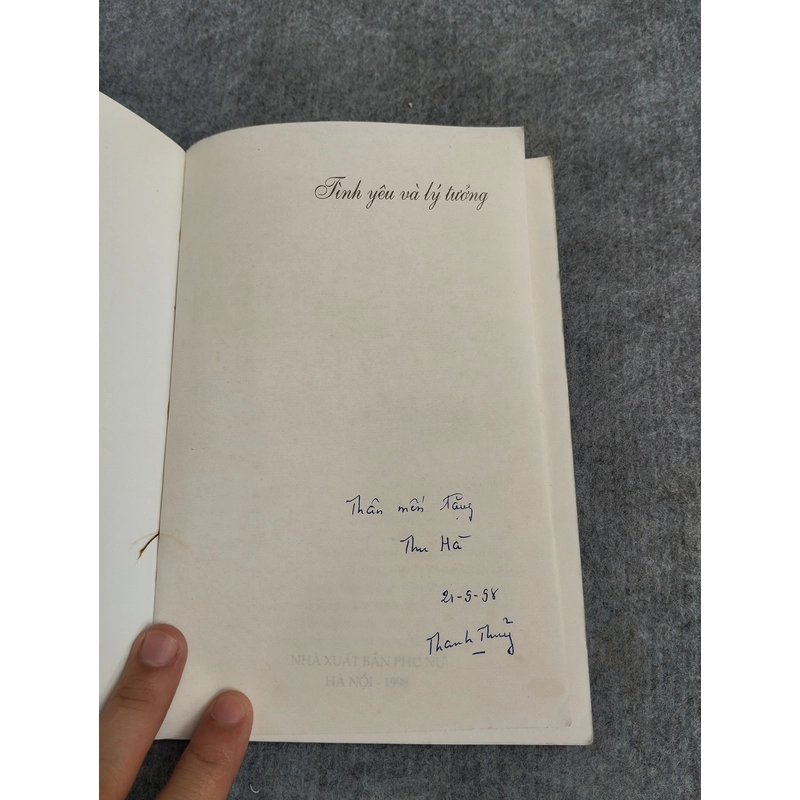 Tình yêu và lý tưởng
Thân mến tặng
Thu Hà
21-5-98
Thanh Thuỷ
NHÀ XUẤT BẢN PHỤ NỮ
HÀ NỘI - 1998